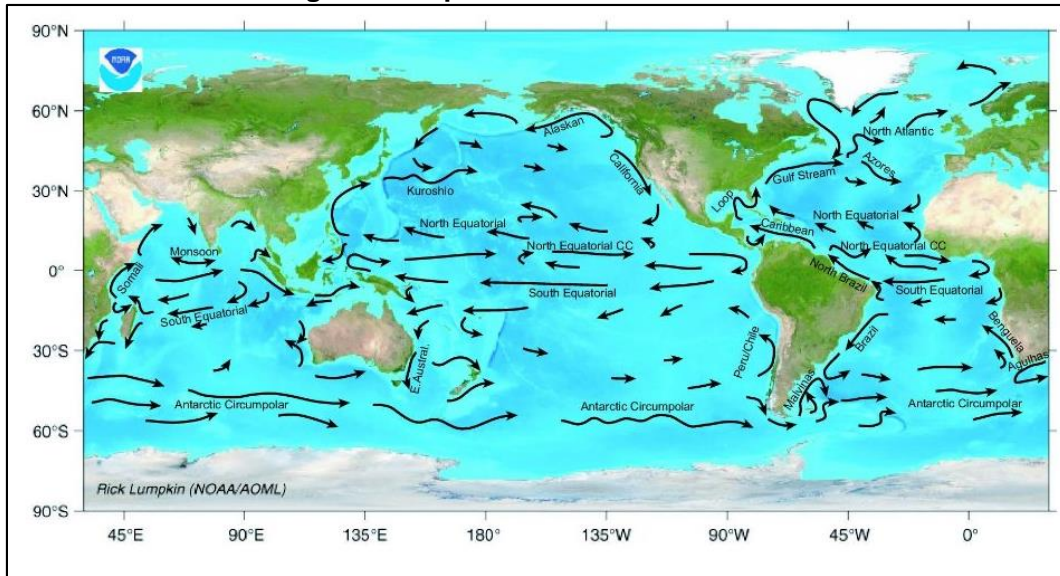 90°N
60°N
30°N
0°
30°S
60°S
90°S
NOAA
Alaskan
North Atlantic
California
Azores
Gulf Stream
Kuroshio
Loop
North Equatorial
North Equatorial
Caribbean
Monsoon
North Equatorial CC
North Equatorial CC
Somali
North Brazil
South Equatorial
South Equatorial
South Equatorial
Benguela
Brazil
Peru/Chile
E.Austral.
Aqulhas
Malvinas
Antarctic Circumpolar
Antarctic Circumpolar
Antarctic Circumpolar
Rick Lumpkin (NOAA/AOML)
45°E
90°E
135°E
180°
135°W
90°W
45°W
0°